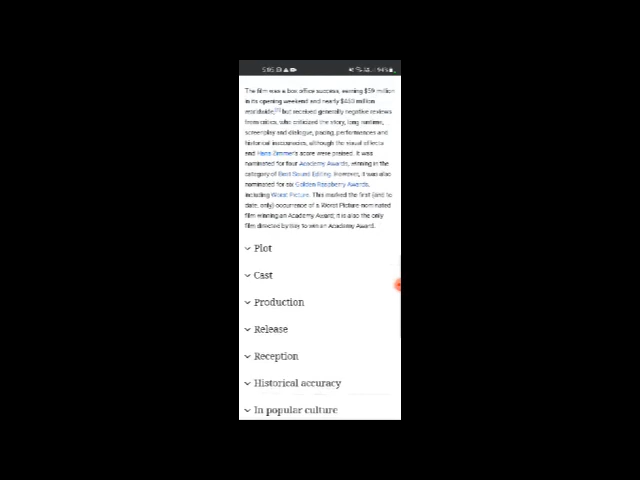 The film was a box office success, earning $59 million
in its opening weekend and nearly $450 million
worldwide, but received generally negative reviews
from critics, who criticized the story, long runtime,
screenplay and dialogue, pacing, performances and
historical inaccuracies, although the visual effects
and Hans Zimmer's score were praised. It was
nominated for four Academy Awards, winning in the
category of Best Sound Editing. However, it was also
nominated for six Golden Raspberry Awards,
including Worst Picture. This marked the first (and to
date, only) occurrence of a Worst Picture-nominated
film winning an Academy Award; it is also the only
film directed by Bay to win an Academy Award.
Plot
Cast
Production
Release
Reception
Historical accuracy
In popular culture